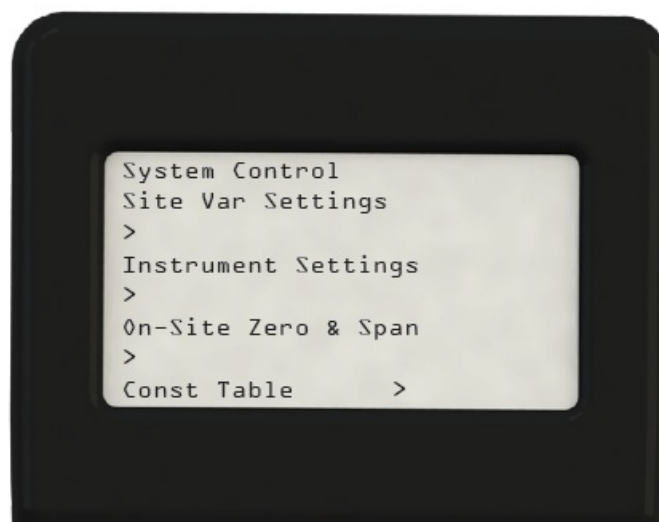 System Control
Site Var Settings
>
Instrument Settings
>
On-Site Zero & Span
>
Const Table >